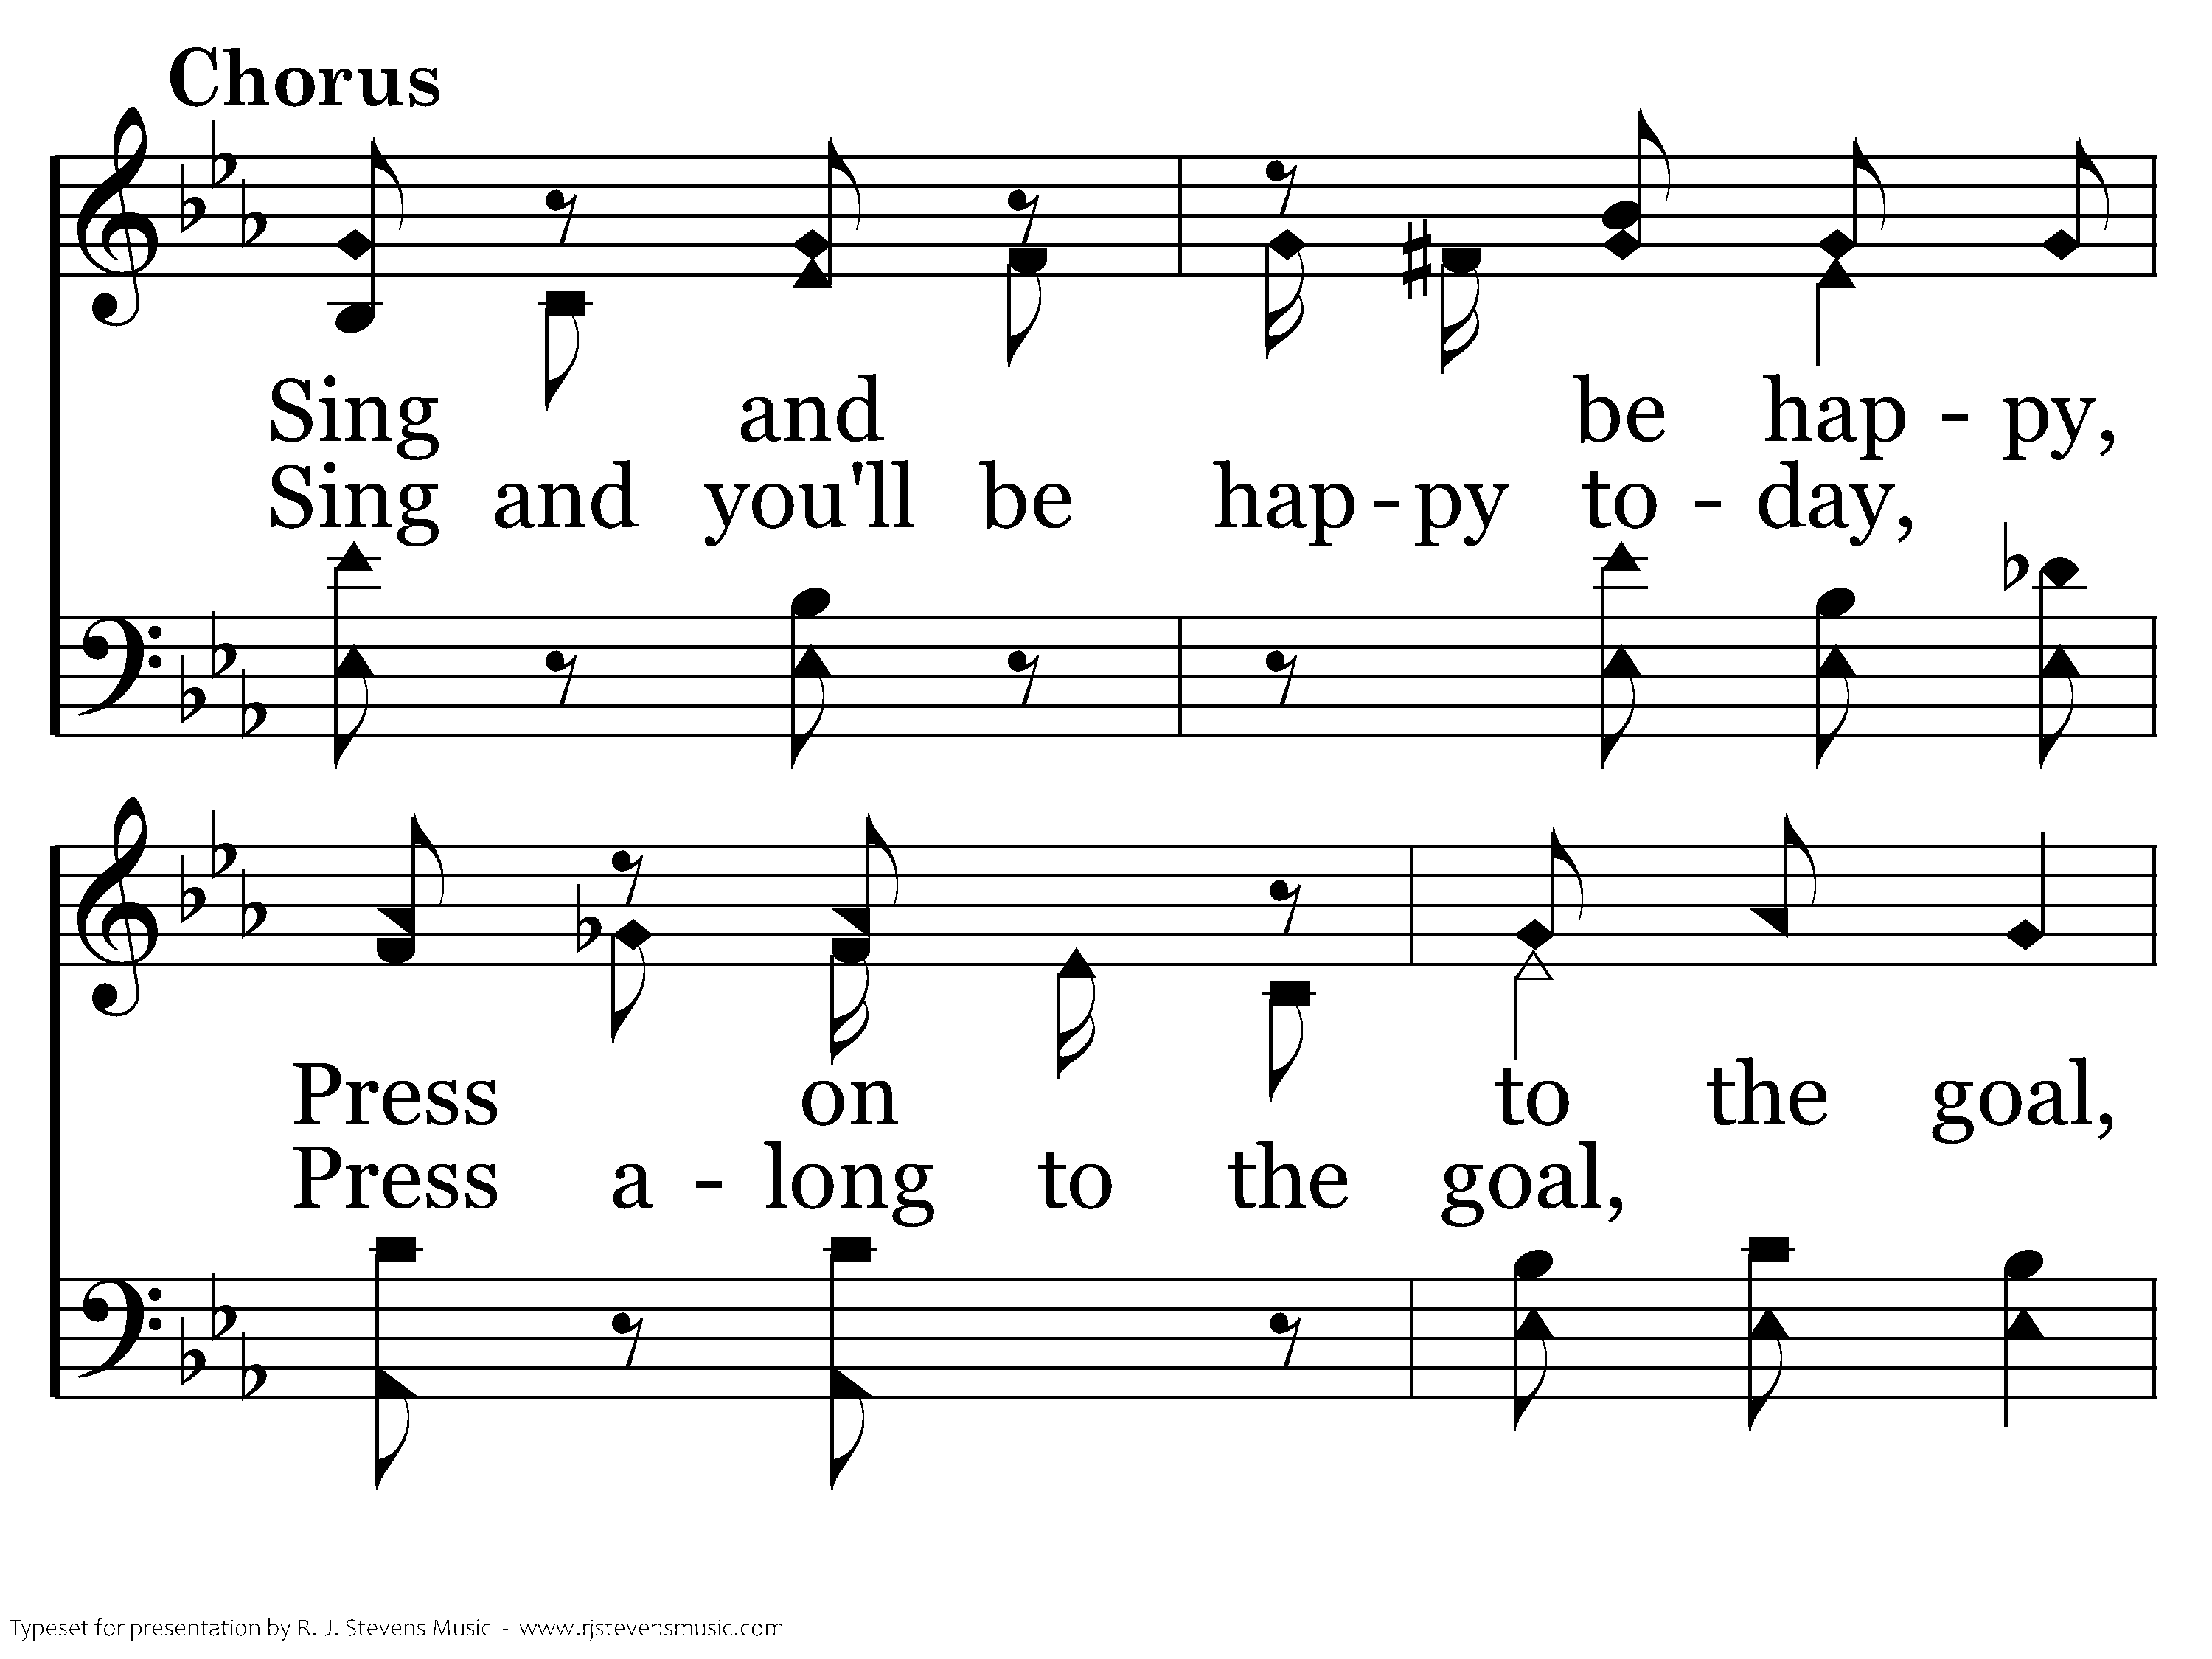 Chorus
Sing and be hap - py,
Sing and you'll be hap - py to - day,
Press on to the goal,
Press a - long to the goal,
Typeset for presentation by R. J. Stevens Music - www.rjstevensmusic.com